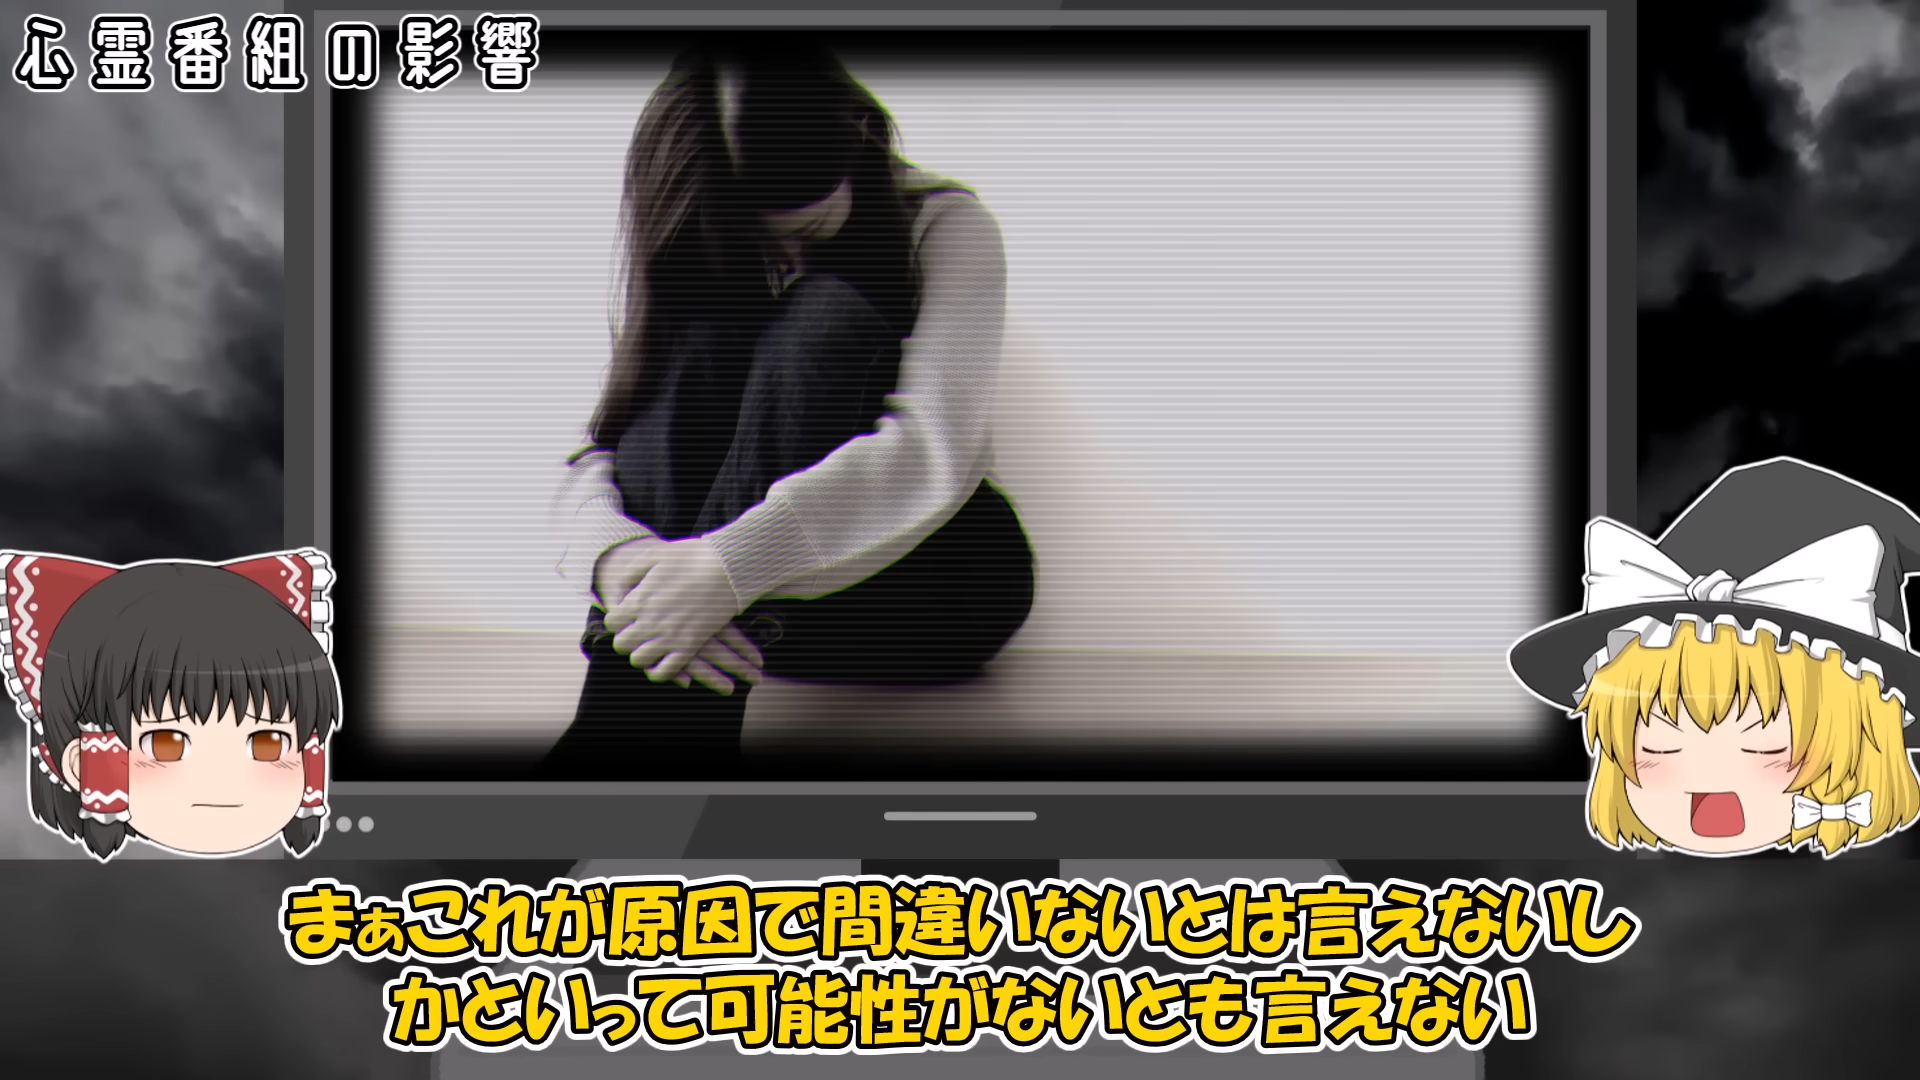 心霊番組の影響
まぁこれが原因で間違いないとは言えないし
かといって可能性がないとも言えない